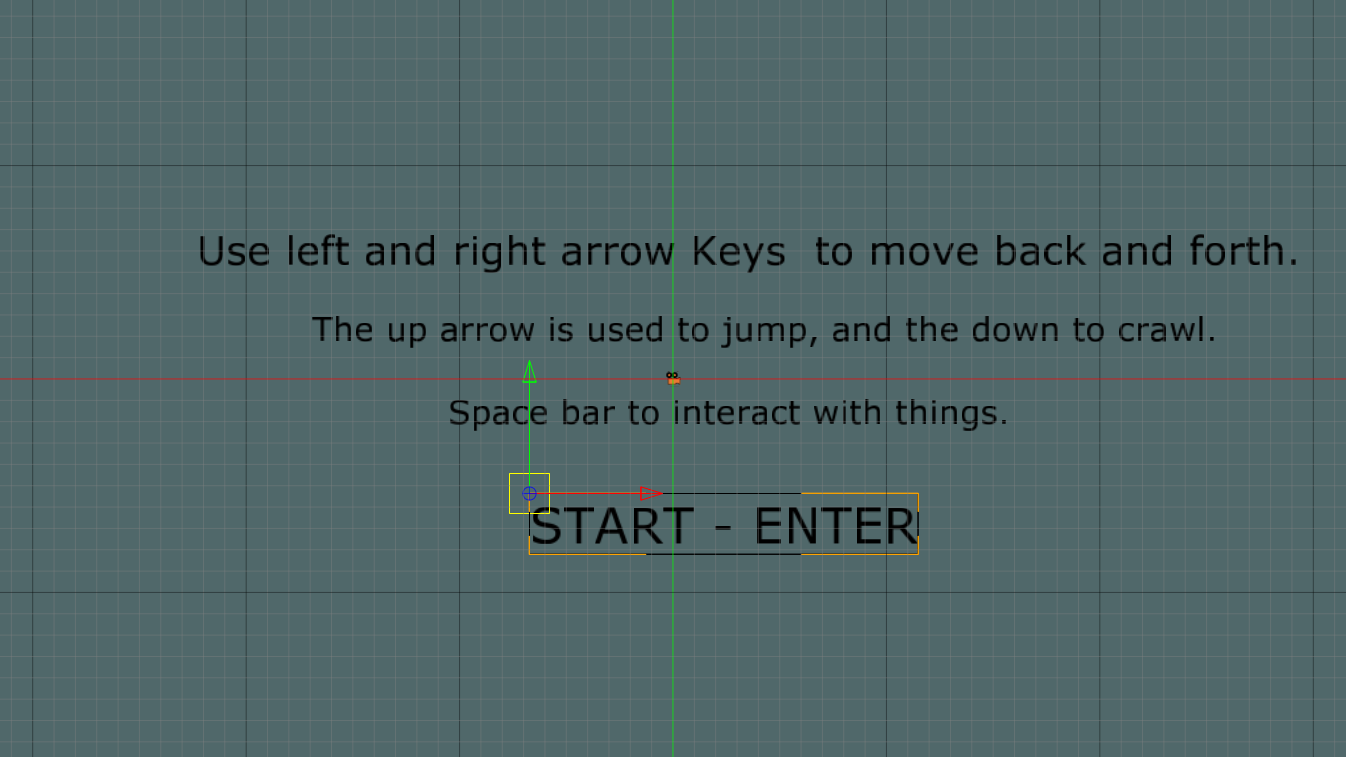 Use left and right arrow Keys  to move back and forth.
The up arrow is used to jump, and the down to crawl.
Space bar to interact with things.
START - ENTER